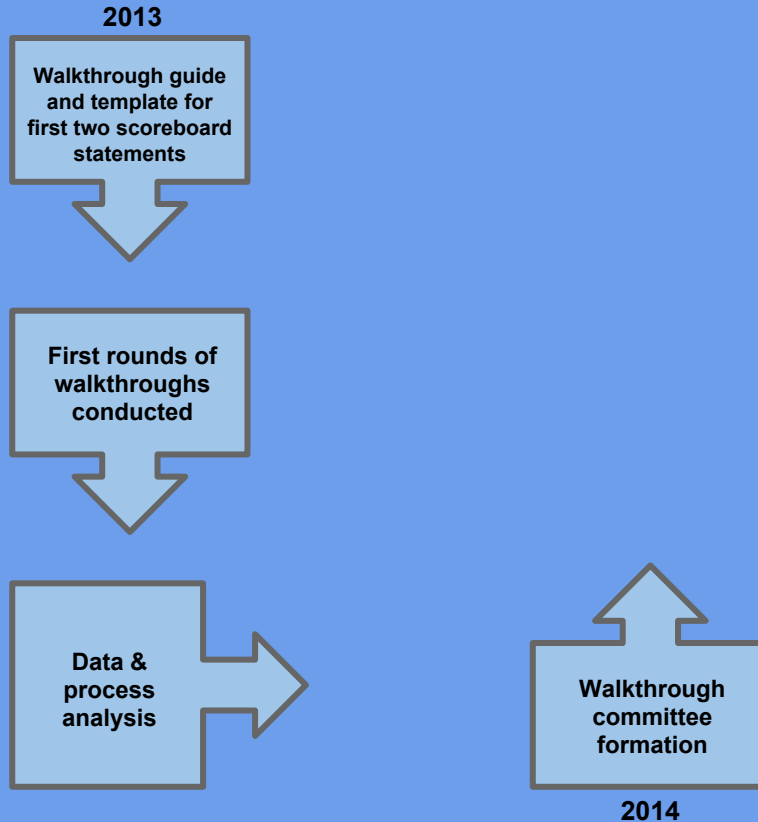 2013
Walkthrough guide
and template for
first two scoreboard
statements
First rounds of
walkthroughs
conducted
Data &
process
analysis
Walkthrough
committee
formation
2014